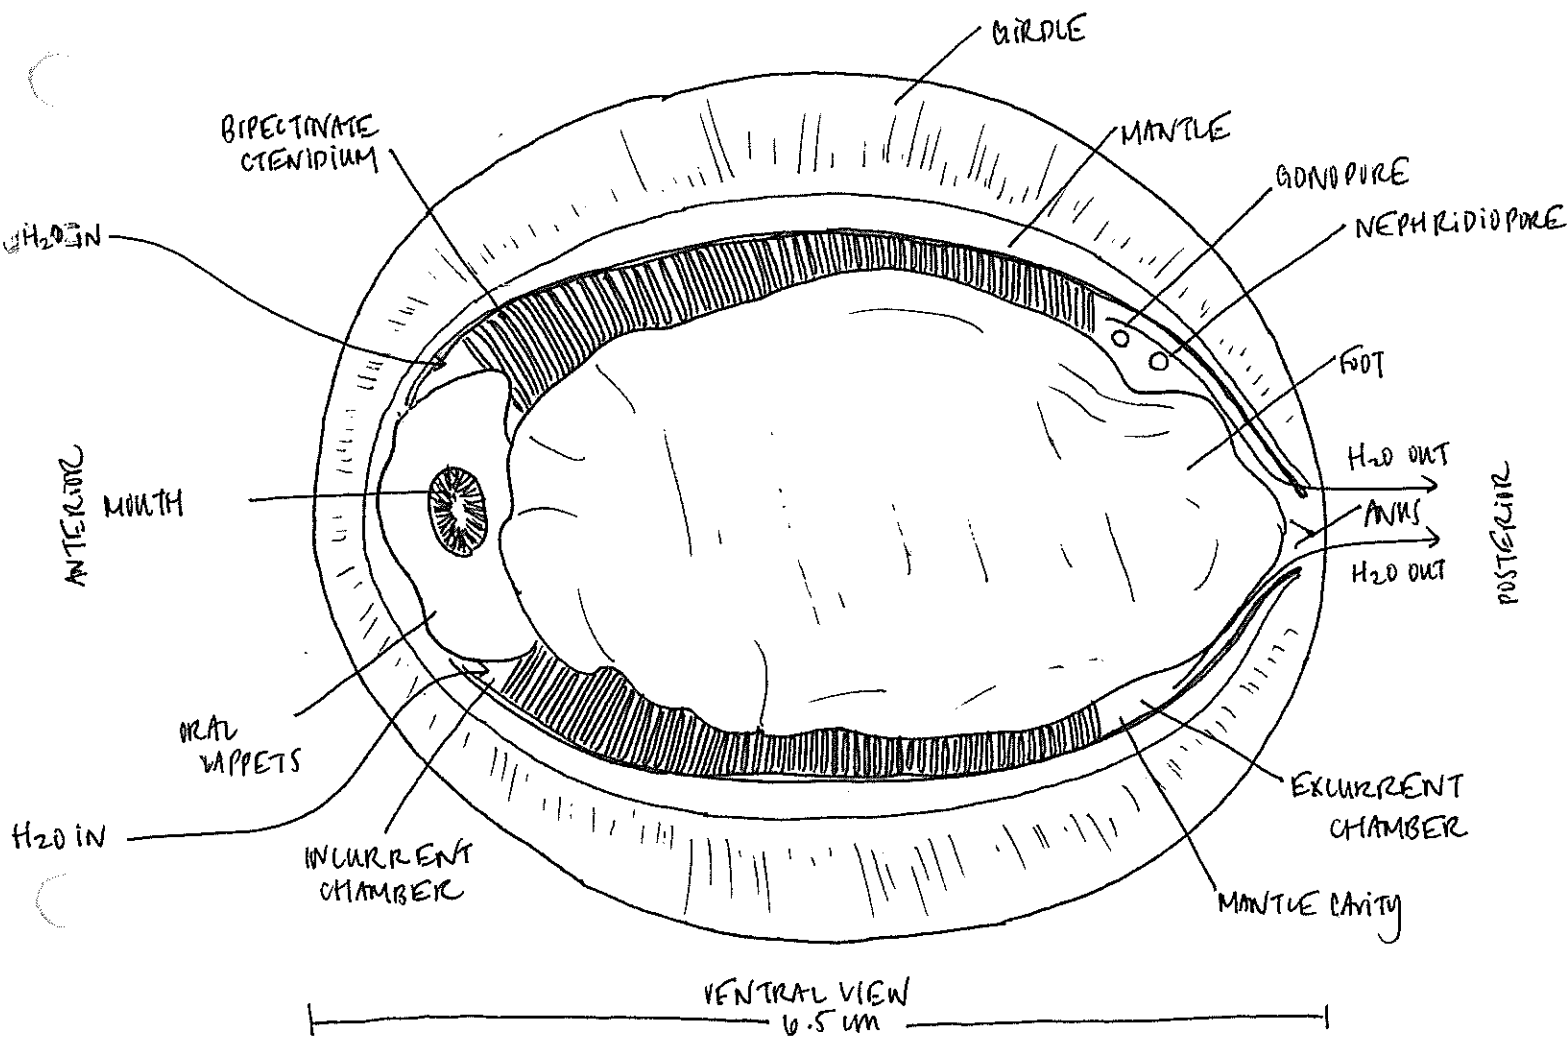 GIRDLE
BIPECTINATE
CTENIDIUM
MANTLE
GONOPORE
NEPHRIDIOPORE
H2O IN
FOOT
H2O OUT
ANTERIOR
MOUTH
ANUS
POSTERIOR
H2O OUT
ORAL
LAPPETS
H2O IN
INCURRENT
CHAMBER
EXCURRENT
CHAMBER
MANTLE CAVITY
VENTRAL VIEW
6.5 cm